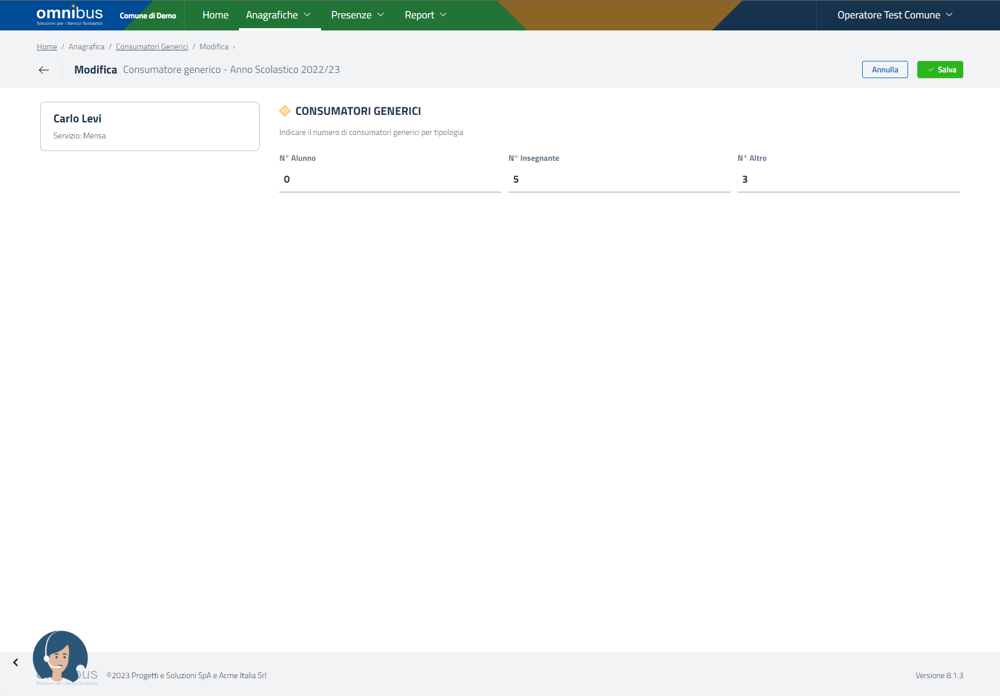 omnibus
Soluzioni per i Servizi Scolastici
Comune di Demo
Home
Anagrafiche
Presenze
Report
Operatore Test Comune
Home / Anagrafica / Consumatori Generici / Modifica ›
Modifica Consumatore generico - Anno Scolastico 2022/23
Annulla
Salva
Carlo Levi
Servizio: Mensa
CONSUMATORI GENERICI
Indicare il numero di consumatori generici per tipologia
N° Alunno
0
N° Insegnante
5
N° Altro
3
Soluzioni per i Servizi Scolastici
©2023 Progetti e Soluzioni SpA e Acme Italia Srl
Versione 8.1.3